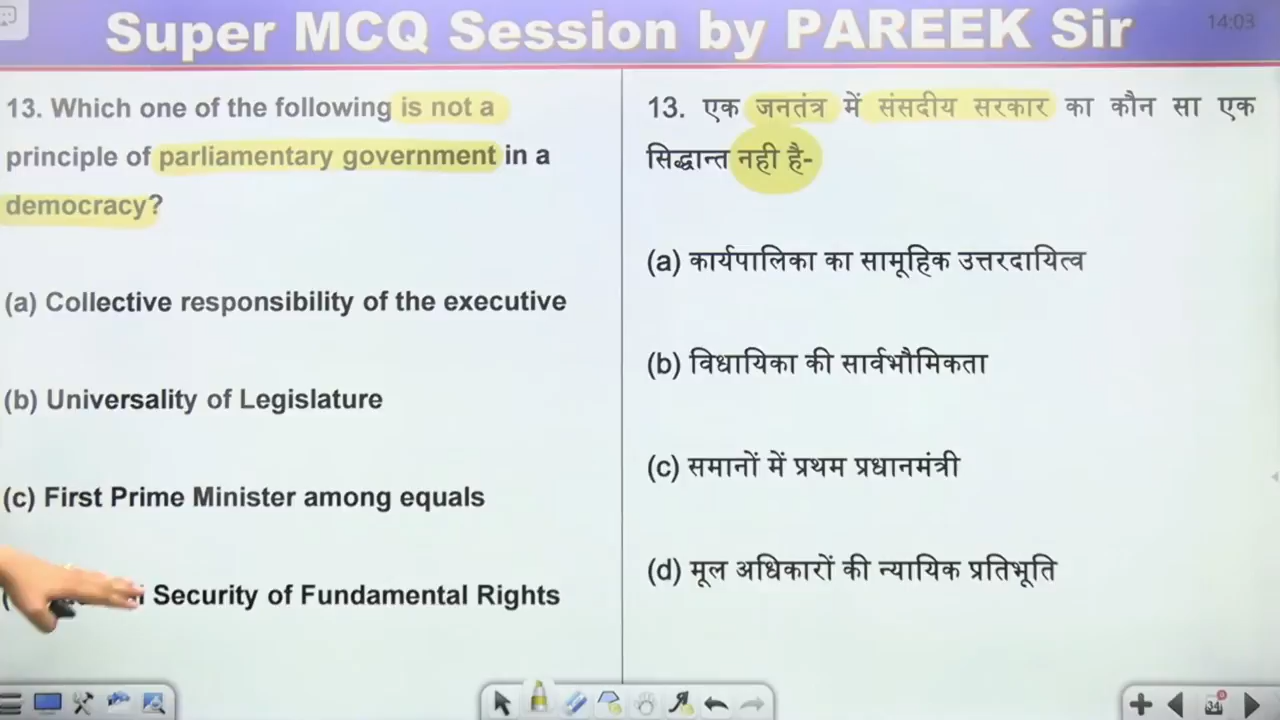 Super MCQ Session by PAREEK Sir
14:03
13. Which one of the following is not a
principle of parliamentary government in a
democracy?
(a) Collective responsibility of the executive
(b) Universality of Legislature
(c) First Prime Minister among equals
Security of Fundamental Rights
13. एक जनतंत्र में संसदीय सरकार का कौन सा एक
सिद्धान्त नही है-
(a) कार्यपालिका का सामूहिक उत्तरदायित्व
(b) विधायिका की सार्वभौमिकता
(c) समानों में प्रथम प्रधानमंत्री
(d) मूल अधिकारों की न्यायिक प्रतिभूति
34